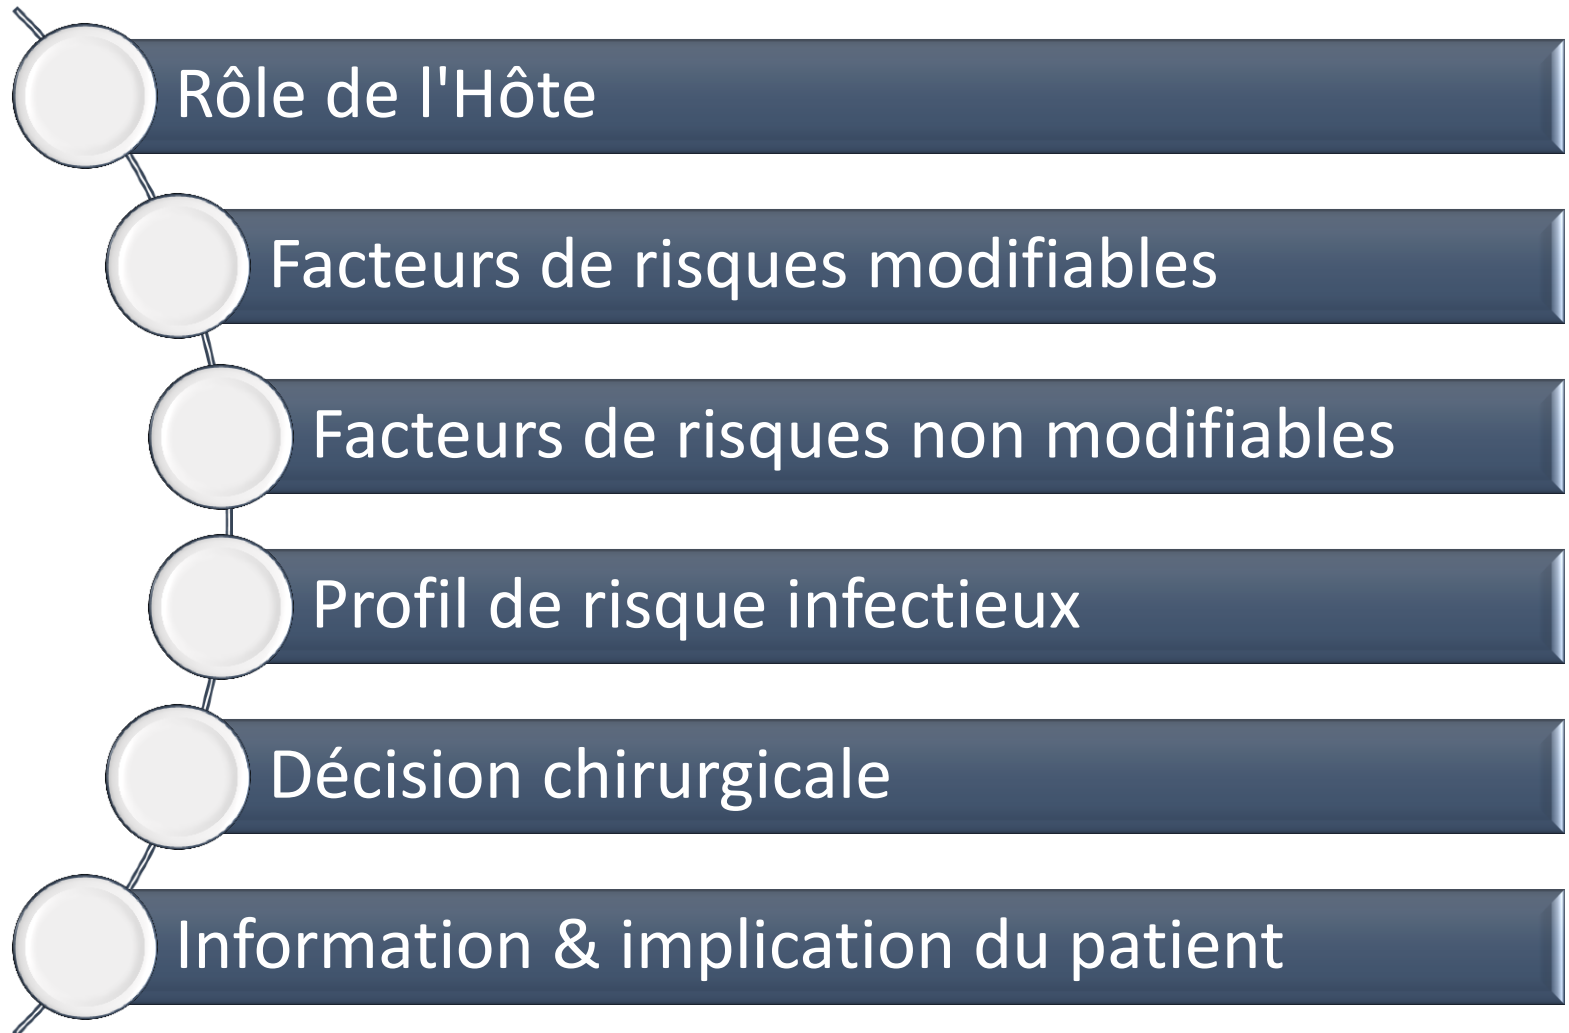 Rôle de l'Hôte
Facteurs de risques modifiables
Facteurs de risques non modifiables
Profil de risque infectieux
Décision chirurgicale
Information & implication du patient